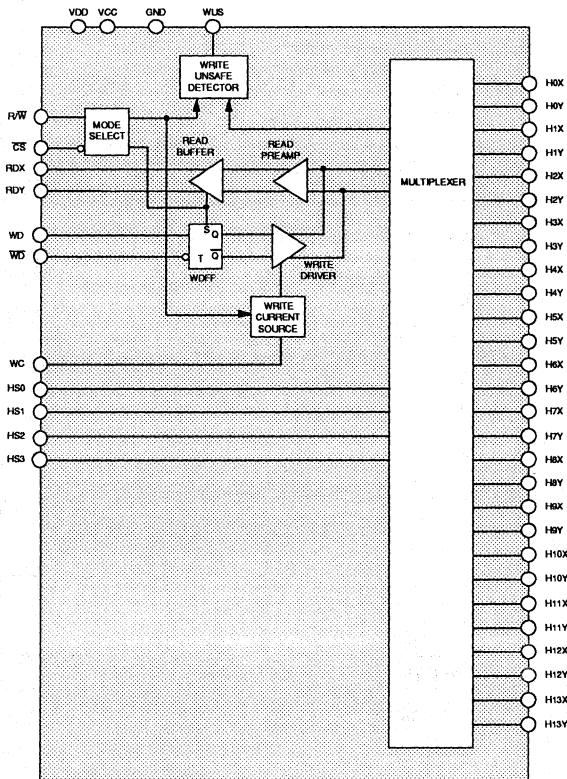 VDD VCC GND WUS
WRITE
UNSAFE
DETECTOR
R/W̅
MODE
SELECT
C̅S̅
READ
BUFFER
READ
PREAMP
MULTIPLEXER
RDX
RDY
WD
W̅D̅
S Q
T Q̅
WDFF
WRITE
DRIVER
WRITE
CURRENT
SOURCE
WC
HS0
HS1
HS2
HS3
H0X
H0Y
H1X
H1Y
H2X
H2Y
H3X
H3Y
H4X
H4Y
H5X
H5Y
H6X
H6Y
H7X
H7Y
H8X
H8Y
H9X
H9Y
H10X
H10Y
H11X
H11Y
H12X
H12Y
H13X
H13Y